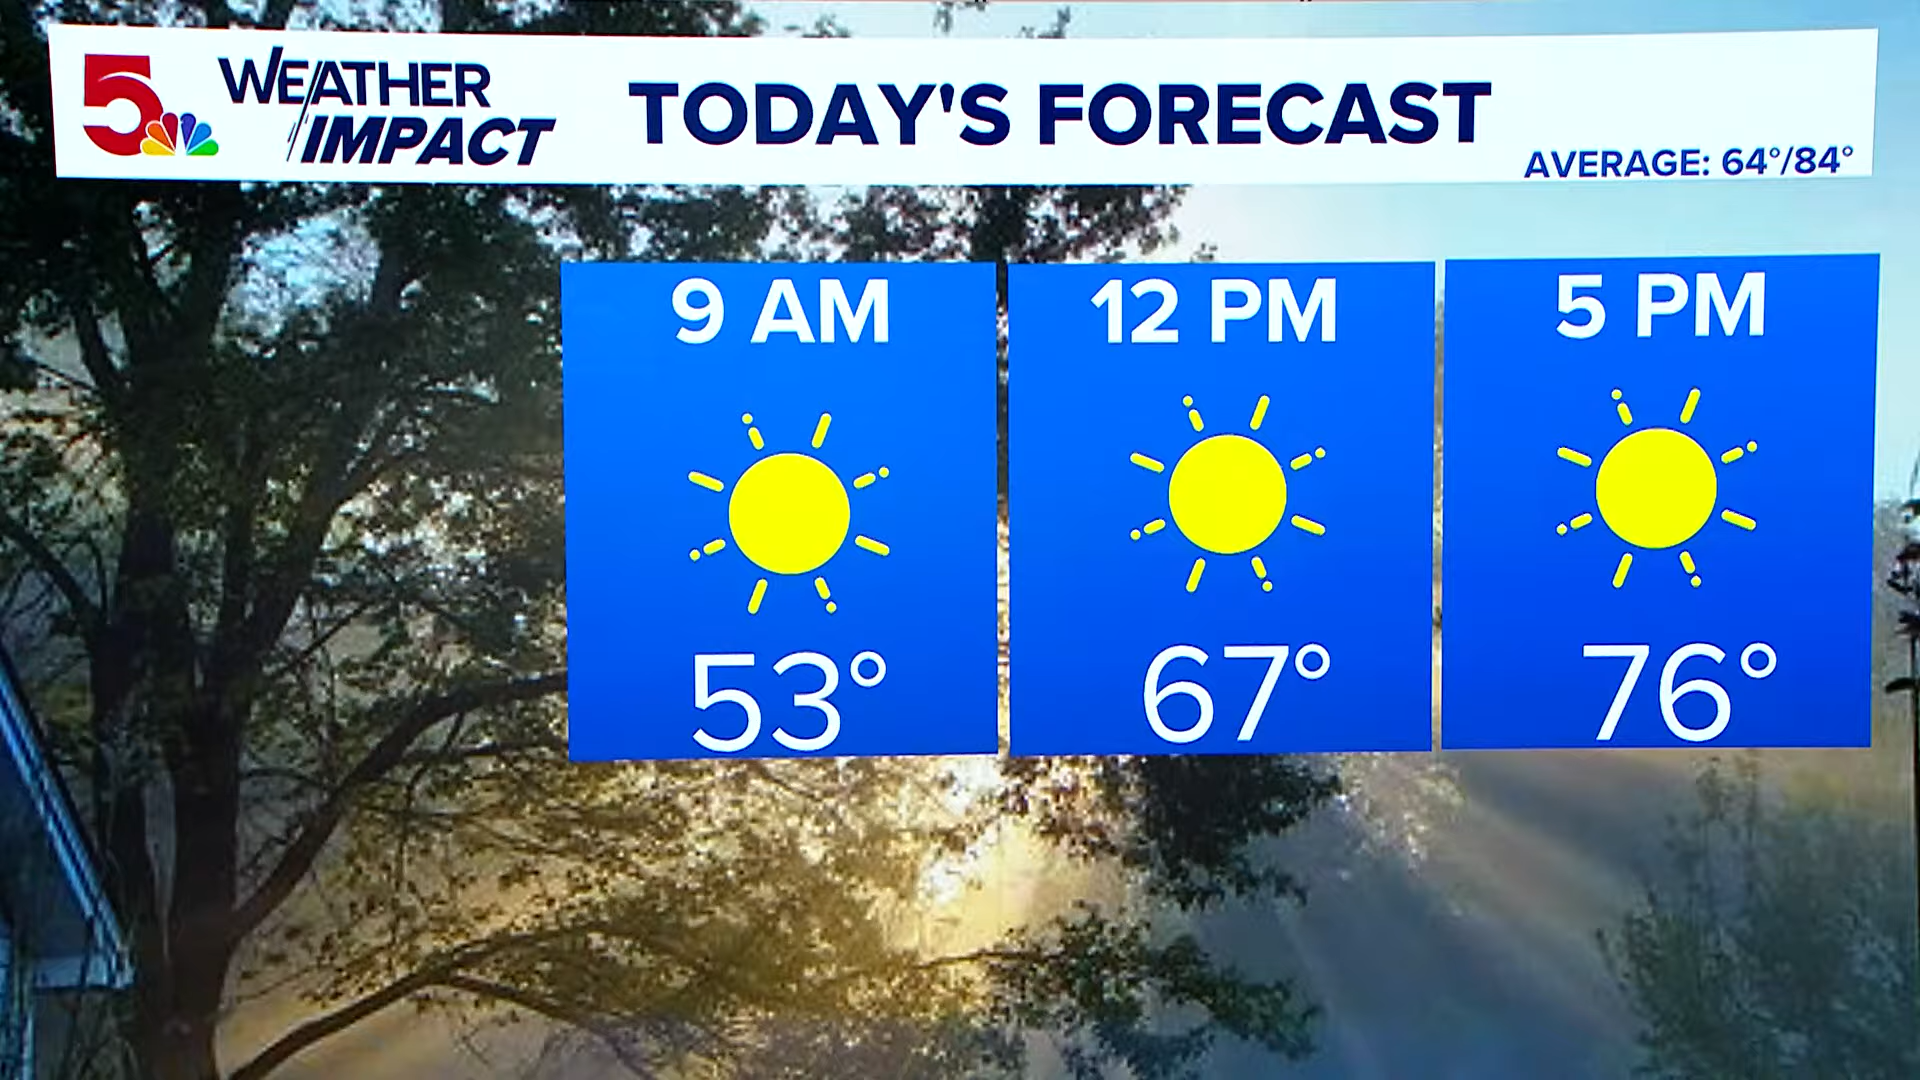 5 WEATHER
IMPACT
TODAY'S FORECAST
AVERAGE: 64°/84°
9 AM
12 PM
5 PM
53°
67°
76°